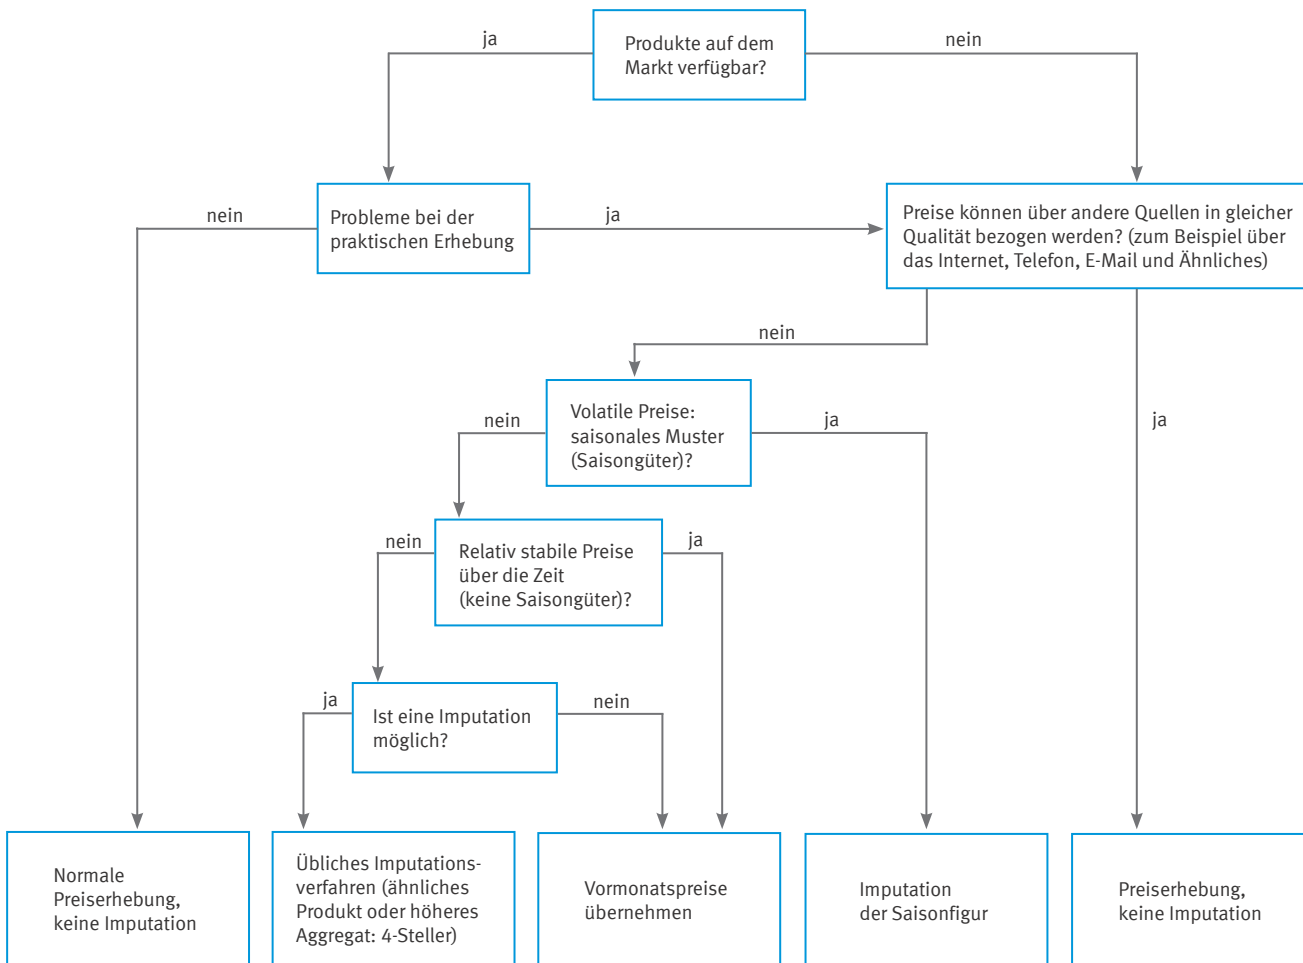 ja
Produkte auf dem
Markt verfügbar?
nein
nein
Probleme bei der
praktischen Erhebung
ja
Preise können über andere Quellen in gleicher
Qualität bezogen werden? (zum Beispiel über
das Internet, Telefon, E-Mail und Ähnliches)
nein
nein
Volatile Preise:
saisonales Muster
(Saisongüter)?
ja
ja
nein
Relativ stabile Preise
über die Zeit
(keine Saisongüter)?
ja
ja
Ist eine Imputation
möglich?
nein
Normale
Preiserhebung,
keine Imputation
Übliches Imputations-
verfahren (ähnliches
Produkt oder höheres
Aggregat: 4-Steller)
Vormonatspreise
übernehmen
Imputation
der Saisonfigur
Preiserhebung,
keine Imputation